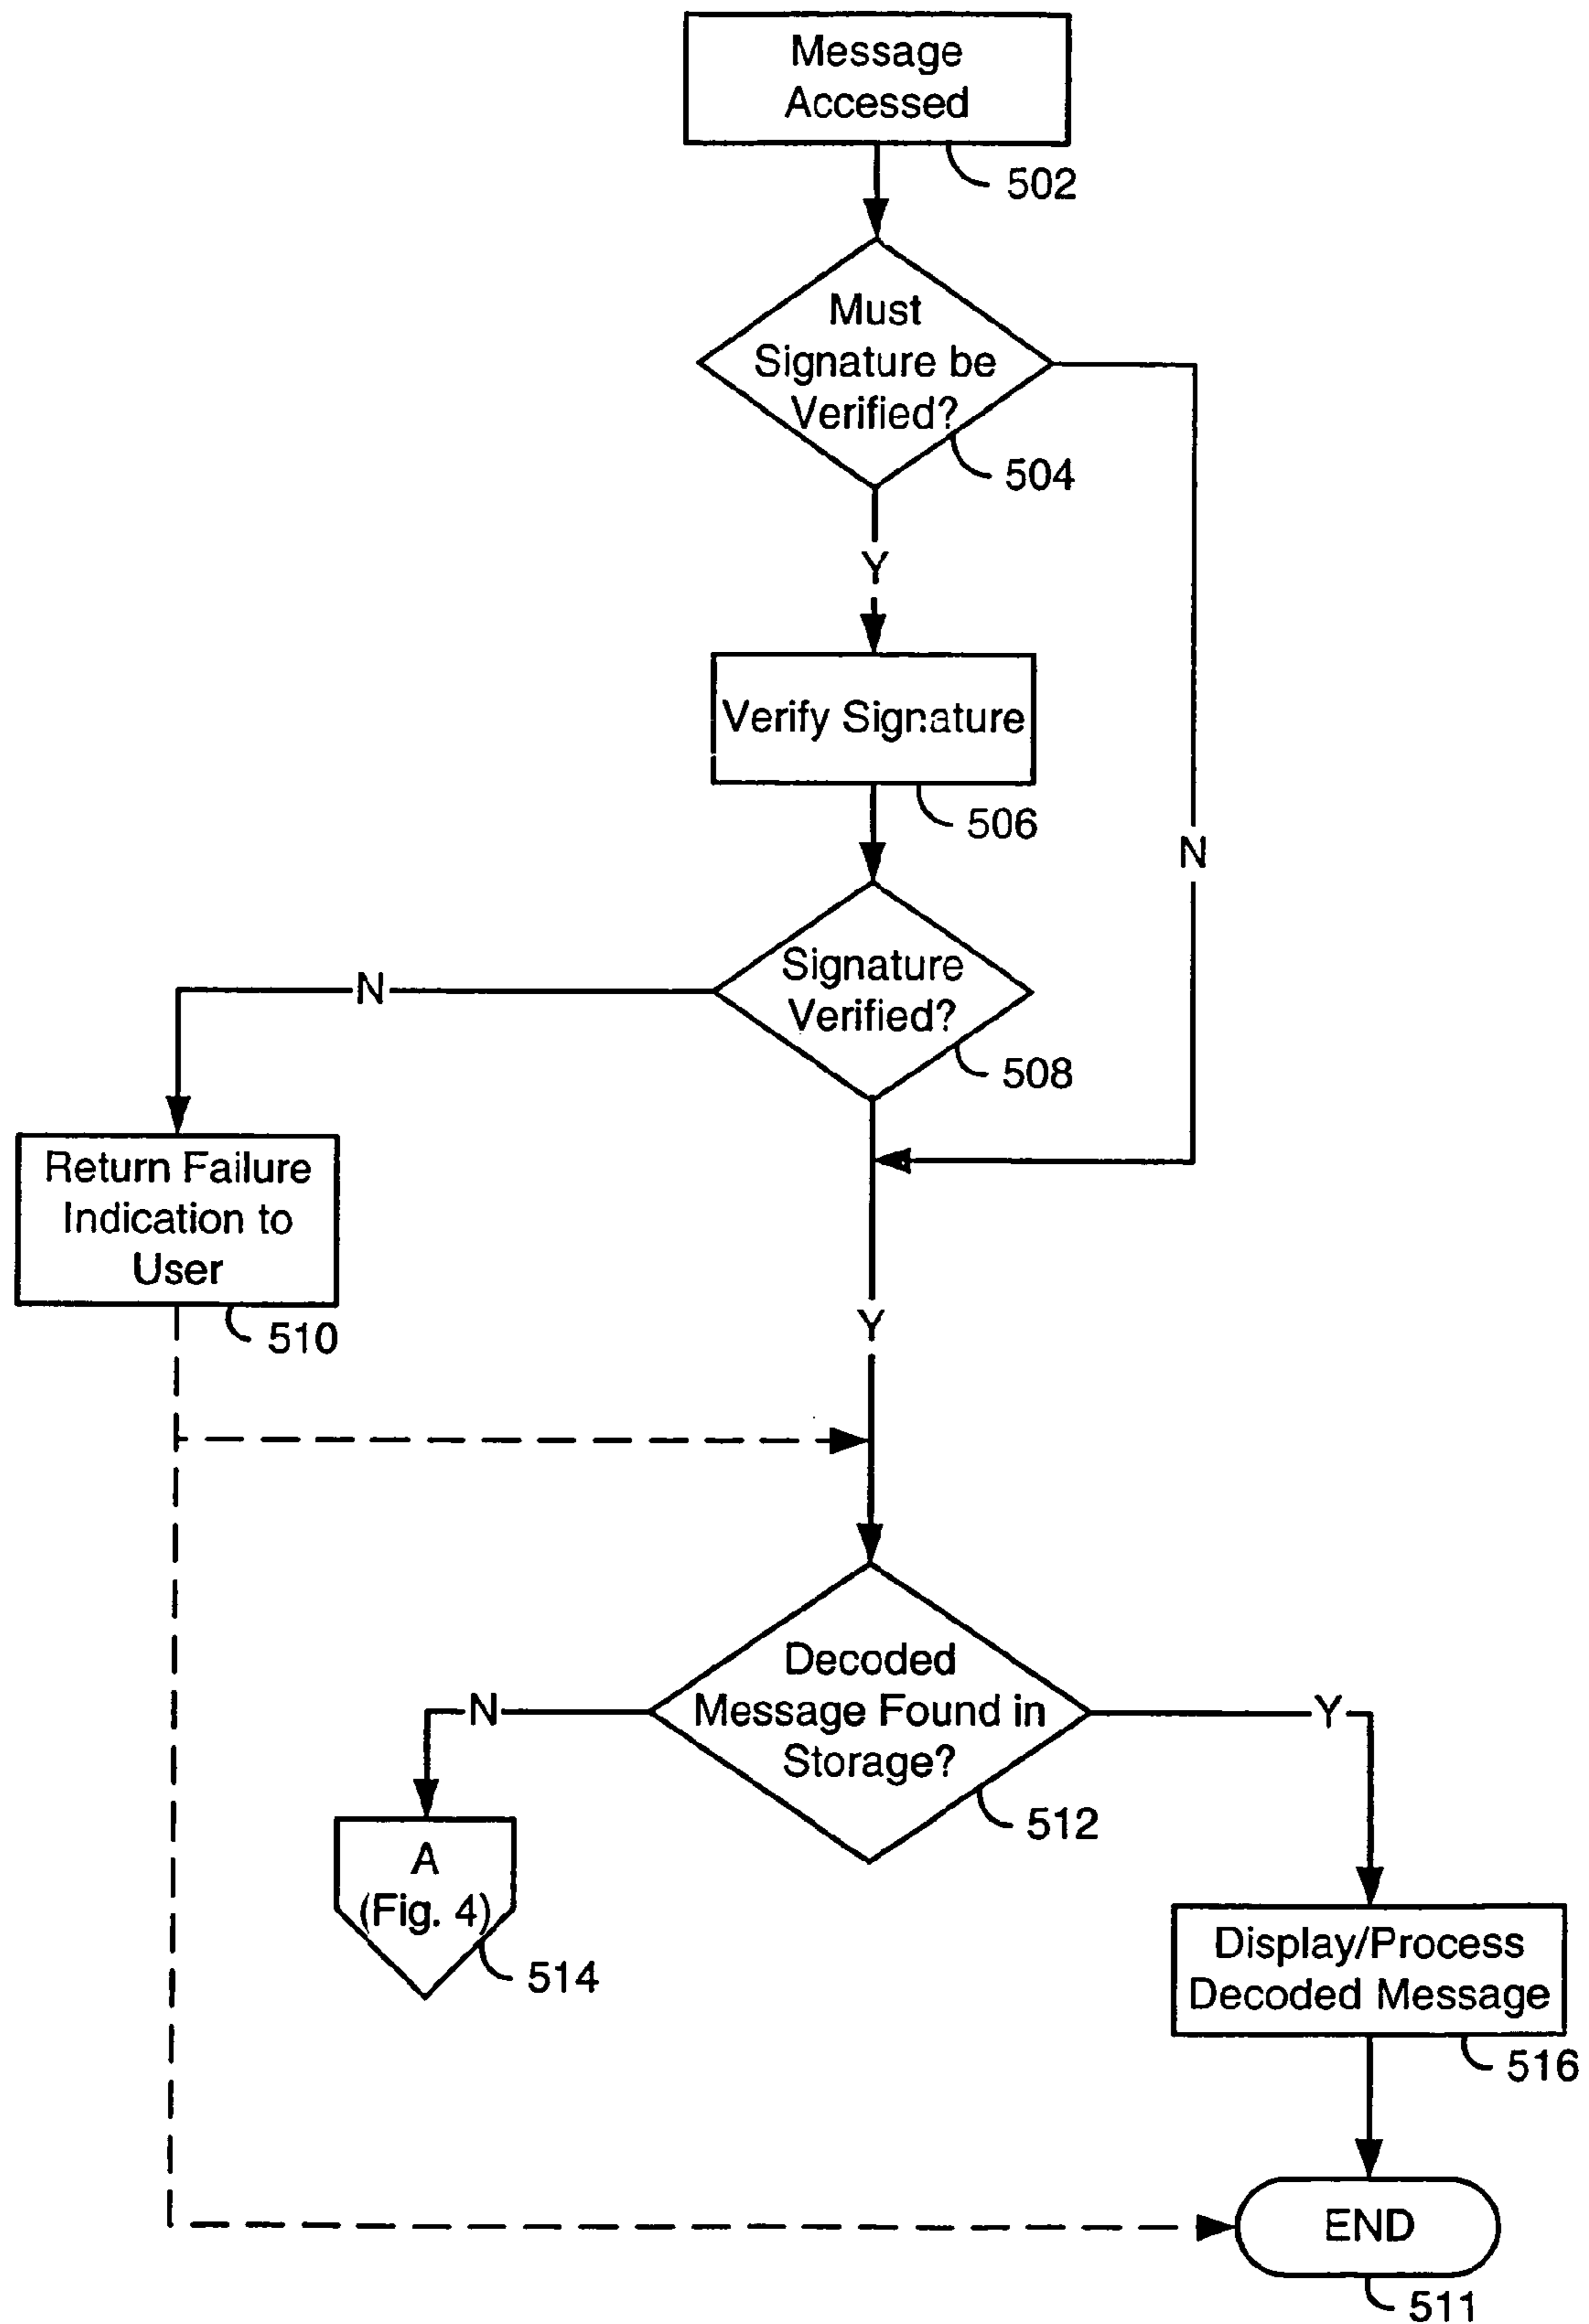 Message
Accessed
502
Must
Signature be
Verified?
504
Y
Verify Signature
506
N
Signature
Verified?
N
508
Return Failure
Indication to
User
510
Y
Decoded
Message Found in
Storage?
N
Y
512
A
(Fig. 4)
514
Display/Process
Decoded Message
516
END
511